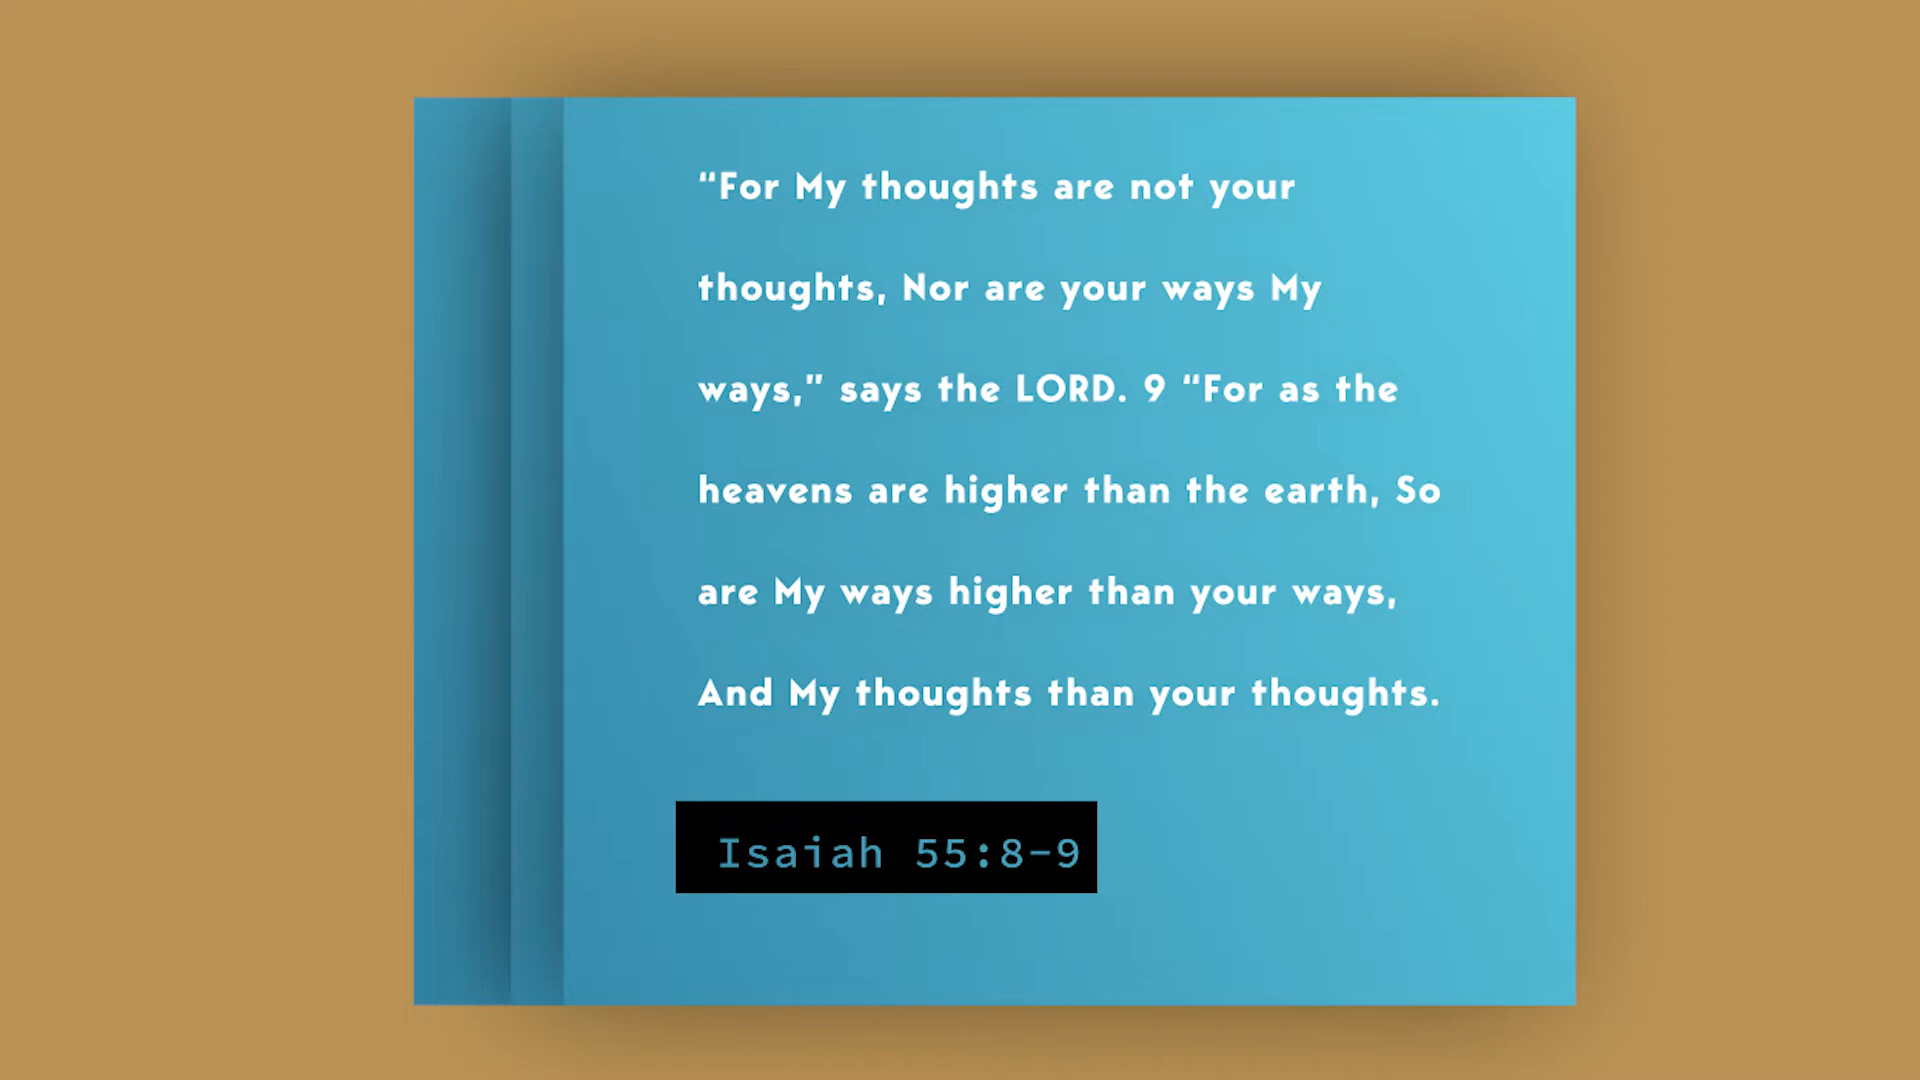 “For My thoughts are not your
thoughts, Nor are your ways My
ways,” says the LORD. 9 “For as the
heavens are higher than the earth, So
are My ways higher than your ways,
And My thoughts than your thoughts.
Isaiah 55:8-9